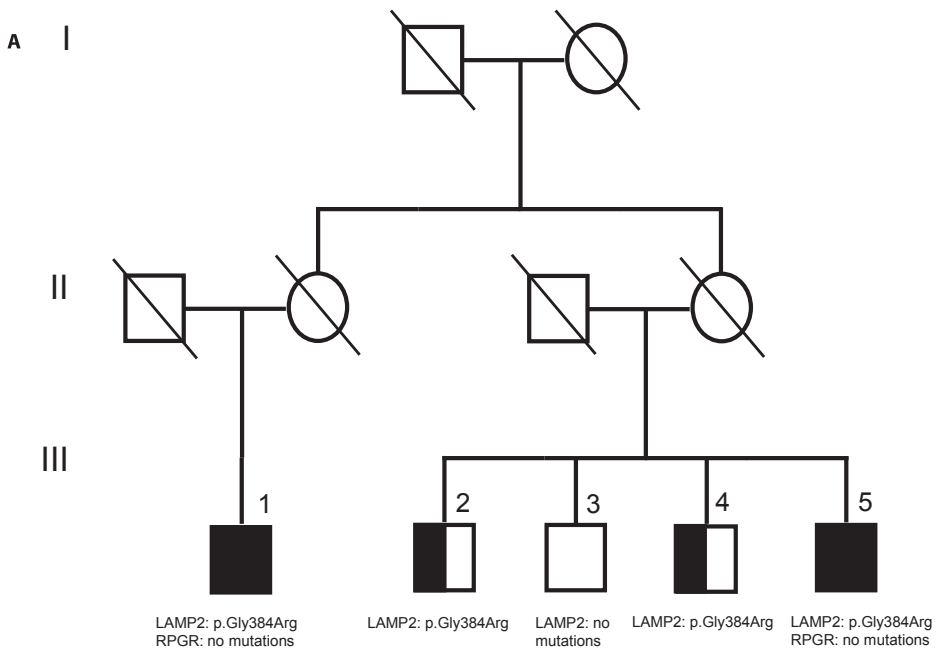 A
I
II
III
1
2
3
4
5
LAMP2: p.Gly384Arg
RPGR: no mutations
LAMP2: p.Gly384Arg
LAMP2: no
mutations
LAMP2: p.Gly384Arg
LAMP2: p.Gly384Arg
RPGR: no mutations